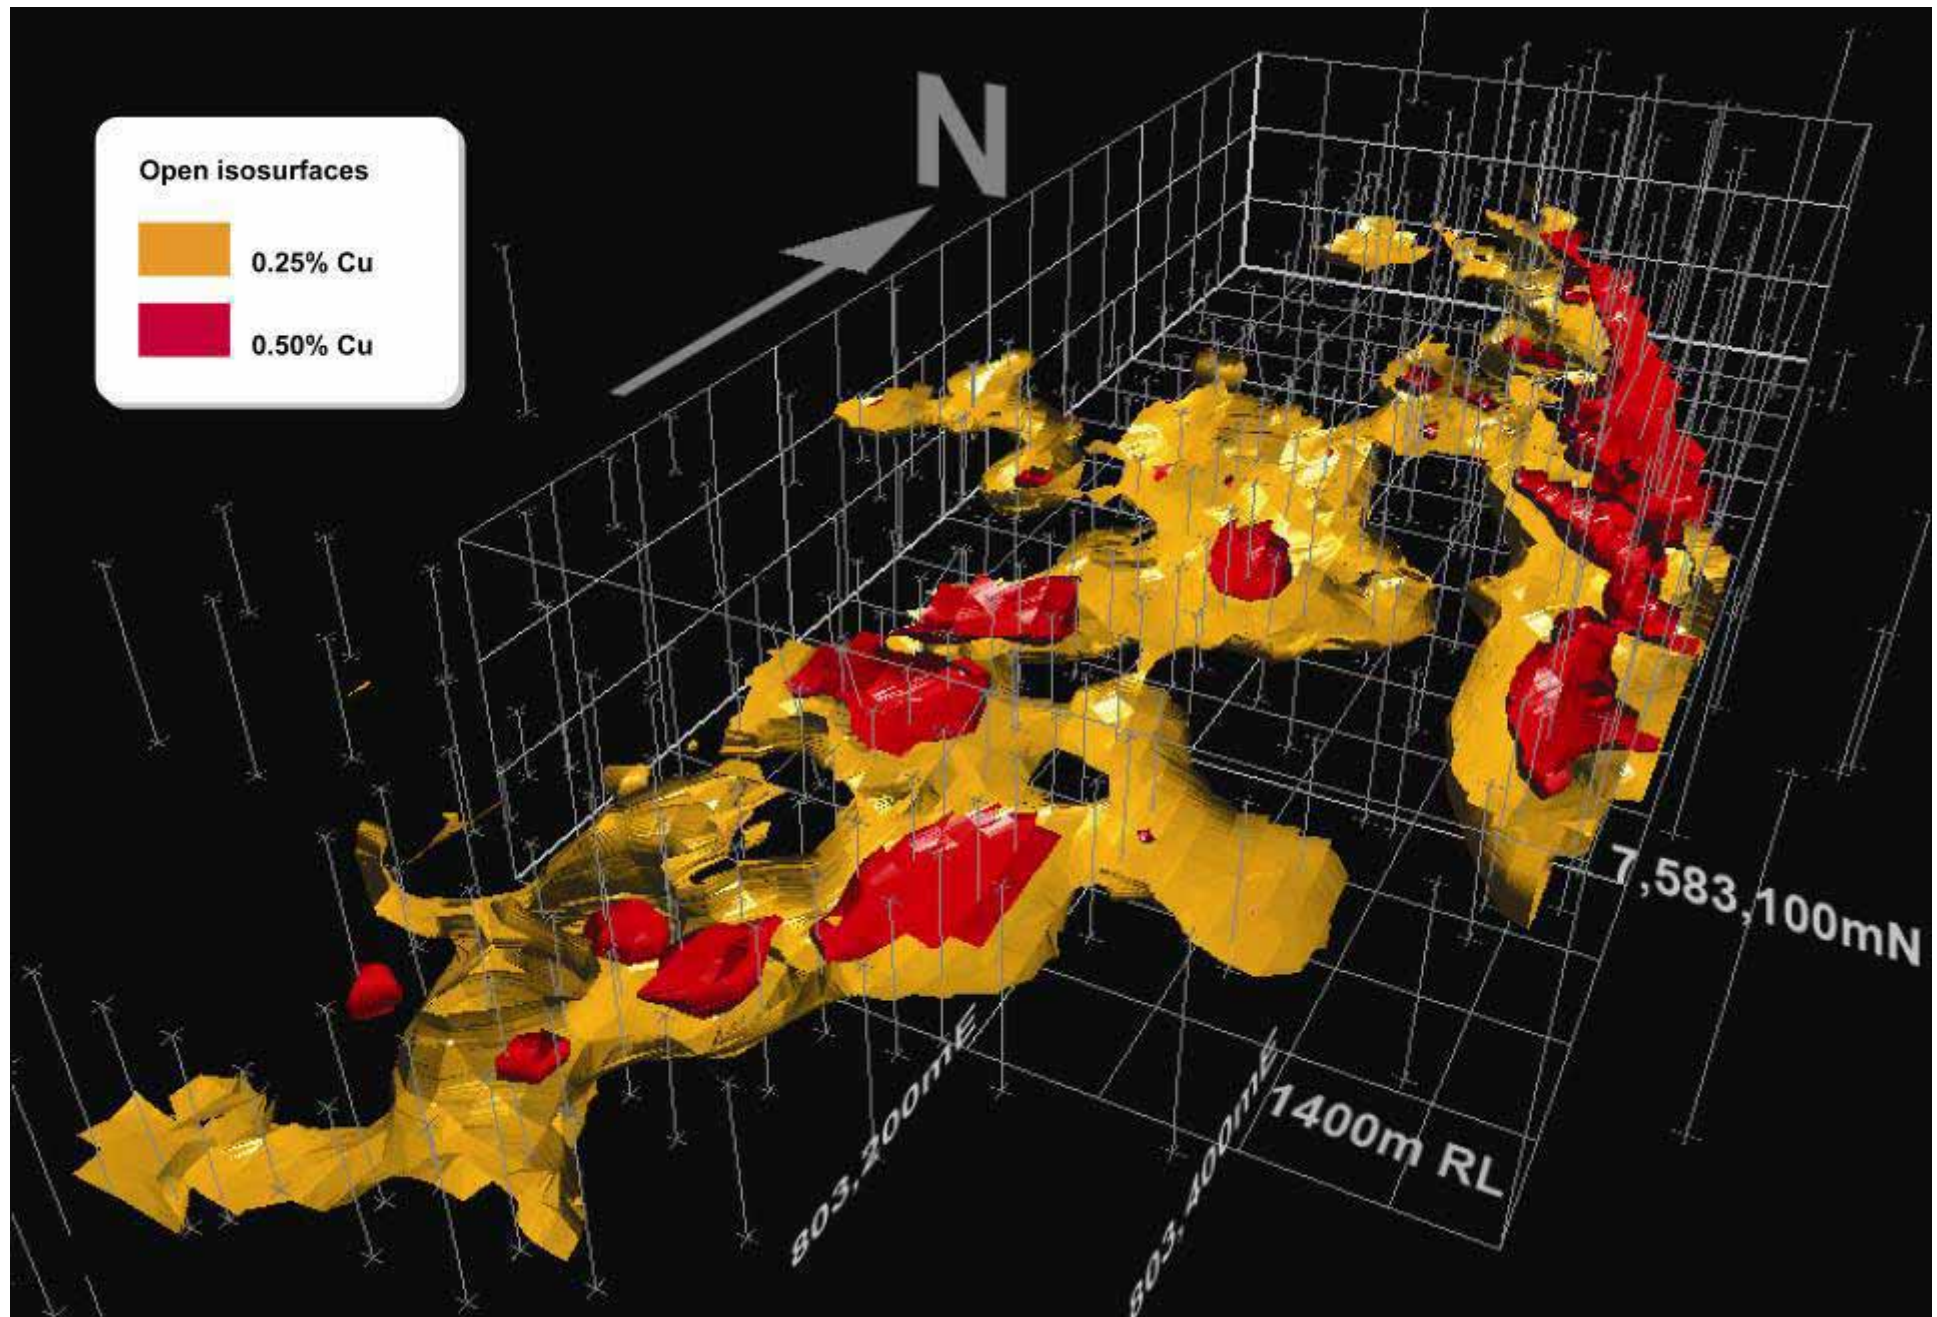 N
Open isosurfaces
0.25% Cu
0.50% Cu
7,583,100mN
803,200mE
803,400mE
1400m RL